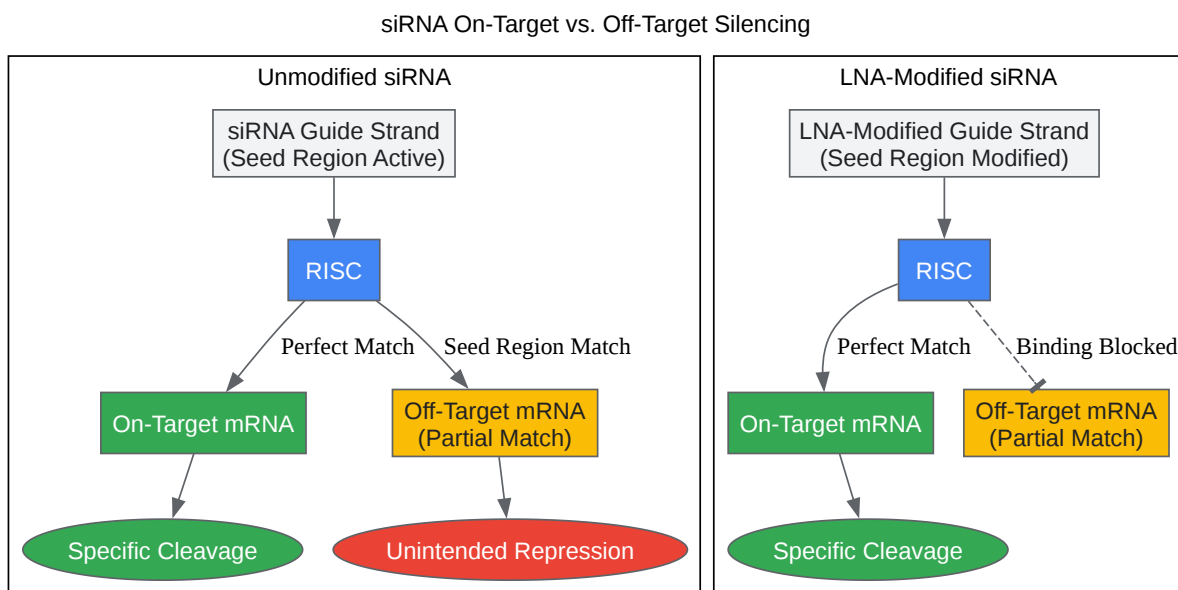 siRNA On-Target vs. Off-Target Silencing
Unmodified siRNA
siRNA Guide Strand
(Seed Region Active)
RISC
Perfect Match
Seed Region Match
On-Target mRNA
Off-Target mRNA
(Partial Match)
Specific Cleavage
Unintended Repression
LNA-Modified siRNA
LNA-Modified Guide Strand
(Seed Region Modified)
RISC
Perfect Match
Binding Blocked
On-Target mRNA
Off-Target mRNA
(Partial Match)
Specific Cleavage